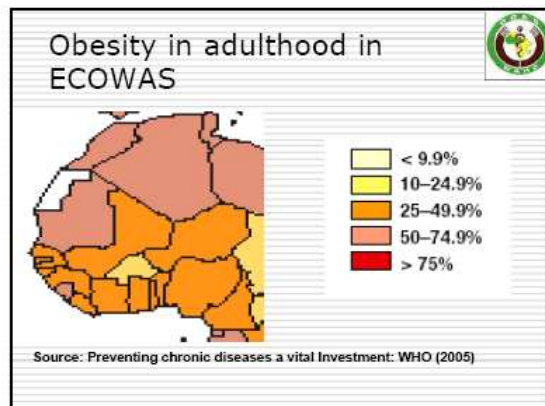 Obesity in adulthood in
ECOWAS
< 9.9%
10–24.9%
25–49.9%
50–74.9%
> 75%
Source: Preventing chronic diseases a vital Investment: WHO (2005)